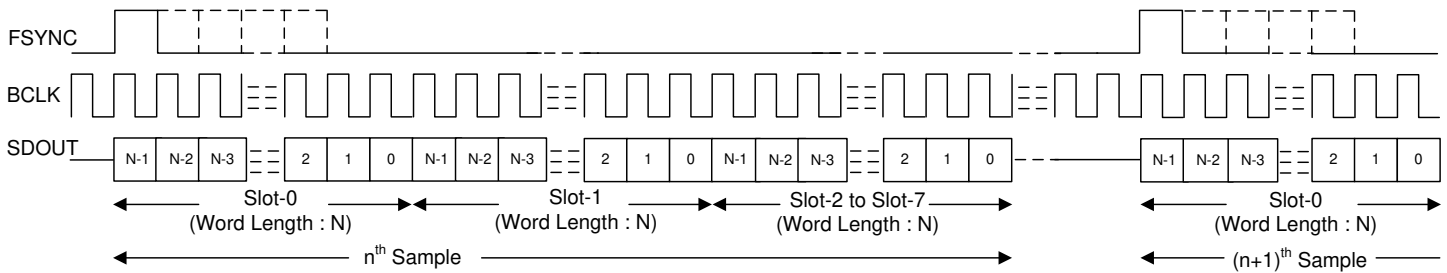 FSYNC
BCLK
SDOUT N-1 N-2 N-3 2 1 0 N-1 N-2 N-3 2 1 0 N-1 N-2 N-3 2 1 0 N-1 N-2 N-3 2 1 0
Slot-0 Slot-1 Slot-2 to Slot-7 Slot-0
(Word Length : N) (Word Length : N) (Word Length : N) (Word Length : N)
nth Sample (n+1)th Sample